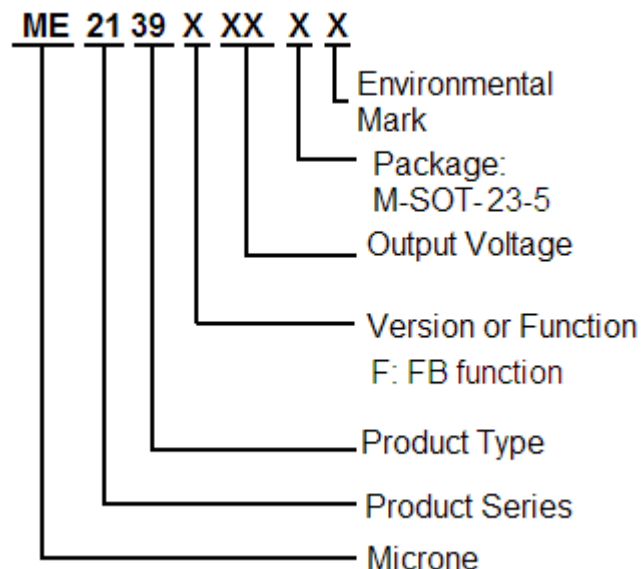 ME 21 39 X XX X X
Environmental
Mark
Package:
M-SOT-23-5
Output Voltage
Version or Function
F: FB function
Product Type
Product Series
Microne